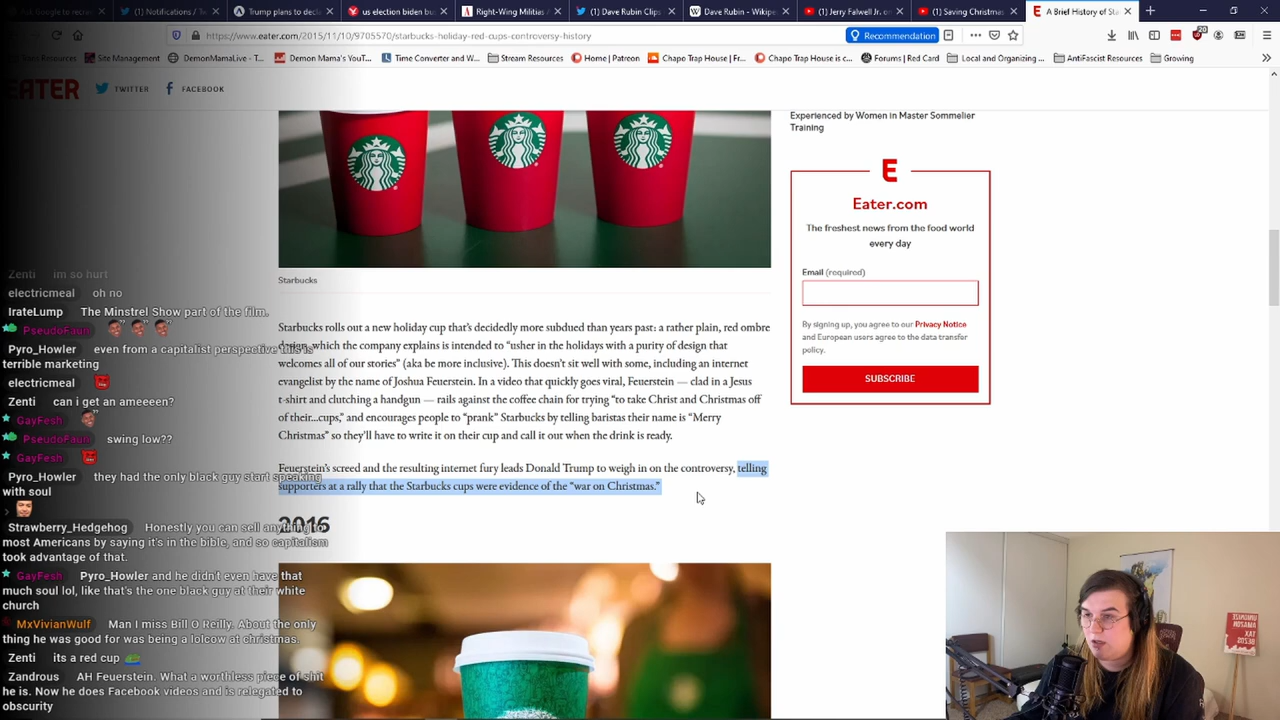 (1) Notifications / Tw
Trump plans to decla
us election biden bu
Right-Wing Militias /
(1) Dave Rubin Clips
Dave Rubin - Wikipe
(1) Jerry Falwell Jr. on
(1) Saving Christmas
A Brief History of Sta
https://www.eater.com/2015/11/10/9705570/starbucks-holiday-red-cups-controversy-history
Recommendation
Site Management
DemonMamaLive - T...
Demon Mama's YouT...
Stream Resources
Time Converter and W...
Home | Patreon
Chapo Trap House | Fr...
Chapo Trap House is c...
Forums | Red Card
Local and Organizing ...
AntiFascist Resources
Growing
EATER
TWITTER
FACEBOOK
Experienced by Women in Master Sommelier
Training
E
Eater.com
The freshest news from the food world
every day
Email (required)
By signing up, you agree to our Privacy Notice
and European users agree to the data transfer
policy.
SUBSCRIBE
Starbucks
Starbucks rolls out a new holiday cup that's decidedly more subdued than years past: a rather plain, red ombre
design, which the company explains is intended to "usher in the holidays with a purity of design that
welcomes all of our stories" (aka be more inclusive). This doesn't sit well with some, including an internet
evangelist by the name of Joshua Feuerstein. In a video that quickly goes viral, Feuerstein — clad in a Jesus
t-shirt and clutching a handgun — rails against the coffee chain for trying "to take Christ and Christmas off
of their...cups," and encourages people to "prank" Starbucks by telling baristas their name is "Merry
Christmas" so they'll have to write it on their cup and call it out when the drink is ready.
Feuerstein's screed and the resulting internet fury leads Donald Trump to weigh in on the controversy, telling
supporters at a rally that the Starbucks cups were evidence of the "war on Christmas."
2016
Zenti im so hurt
electricmeal oh no
IrateLump The Minstrel Show part of the film.
PseudoFaun
Pyro_Howler even from a capitalist perspective this is
terrible marketing
electricmeal
Zenti can i get an ameeeen?
GayFesh
PseudoFaun swing low??
GayFesh
Pyro_Howler they had the only black guy start speaking
with soul
Strawberry_Hedgehog Honestly you can sell anything to
most Americans by saying it's in the bible, and so capitalism
took advantage of that.
GayFesh Pyro_Howler and he didn't even have that
much soul lol, like that's the one black guy at their white
church
MxVivianWulf Man I miss Bill O Reilly. About the only
thing he was good for was being a lolcow at christmas.
Zenti its a red cup
Zandrous AH Feuerstein. What a worthless piece of shit
he is. Now he does Facebook videos and is relegated to
obscurity
UNIONIZE
AMAZON
TAX
BEZOS